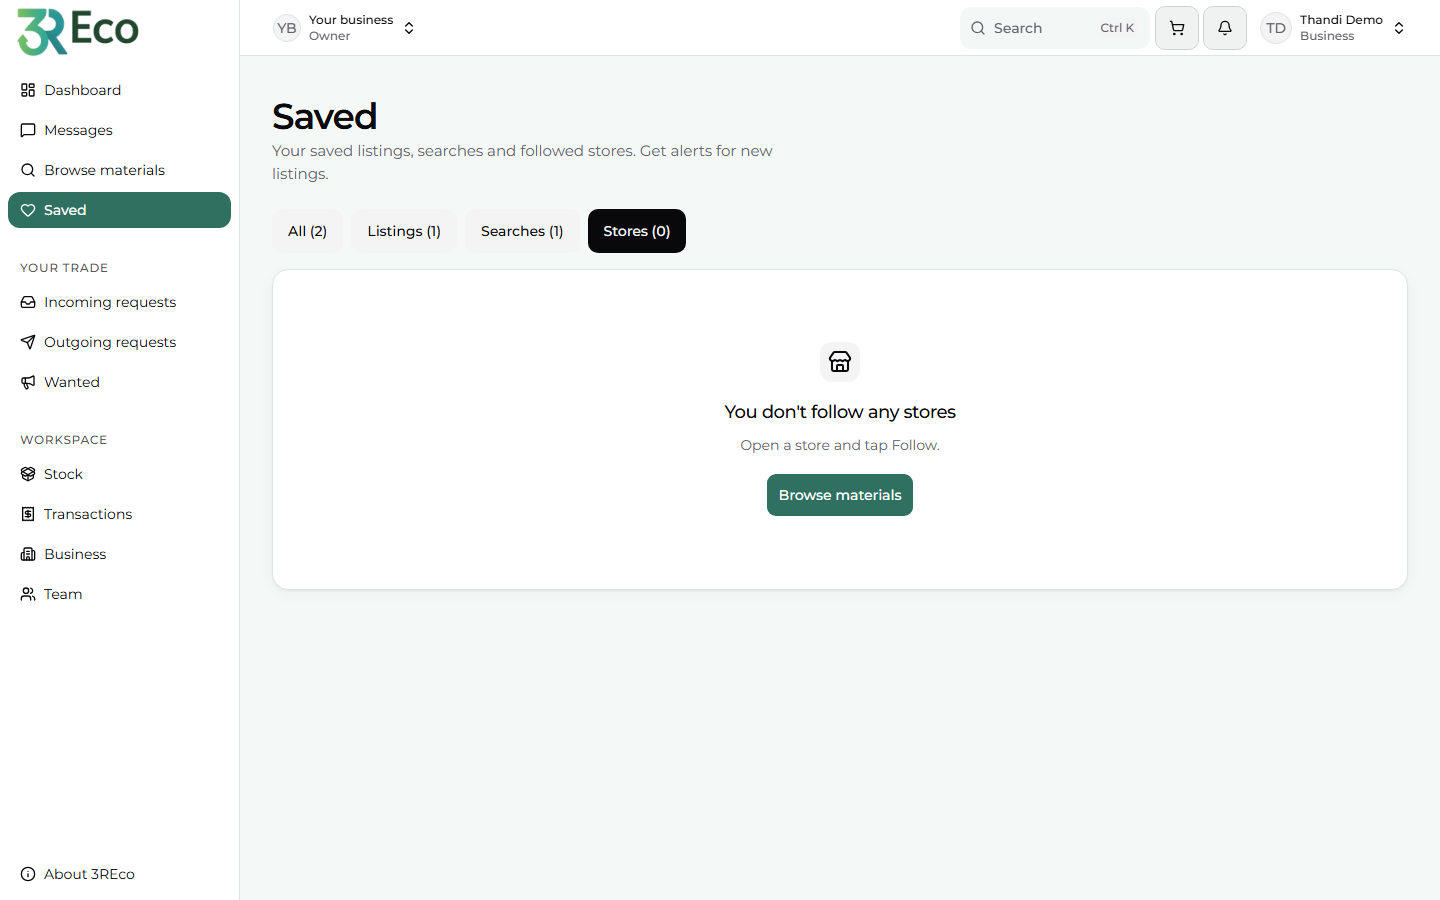 3R Eco
Dashboard
Messages
Browse materials
Saved
YOUR TRADE
Incoming requests
Outgoing requests
Wanted
WORKSPACE
Stock
Transactions
Business
Team
About 3REco
YB
Your business
Owner
Search
Ctrl K
TD
Thandi Demo
Business
Saved
Your saved listings, searches and followed stores. Get alerts for new
listings.
All (2)
Listings (1)
Searches (1)
Stores (0)
You don't follow any stores
Open a store and tap Follow.
Browse materials